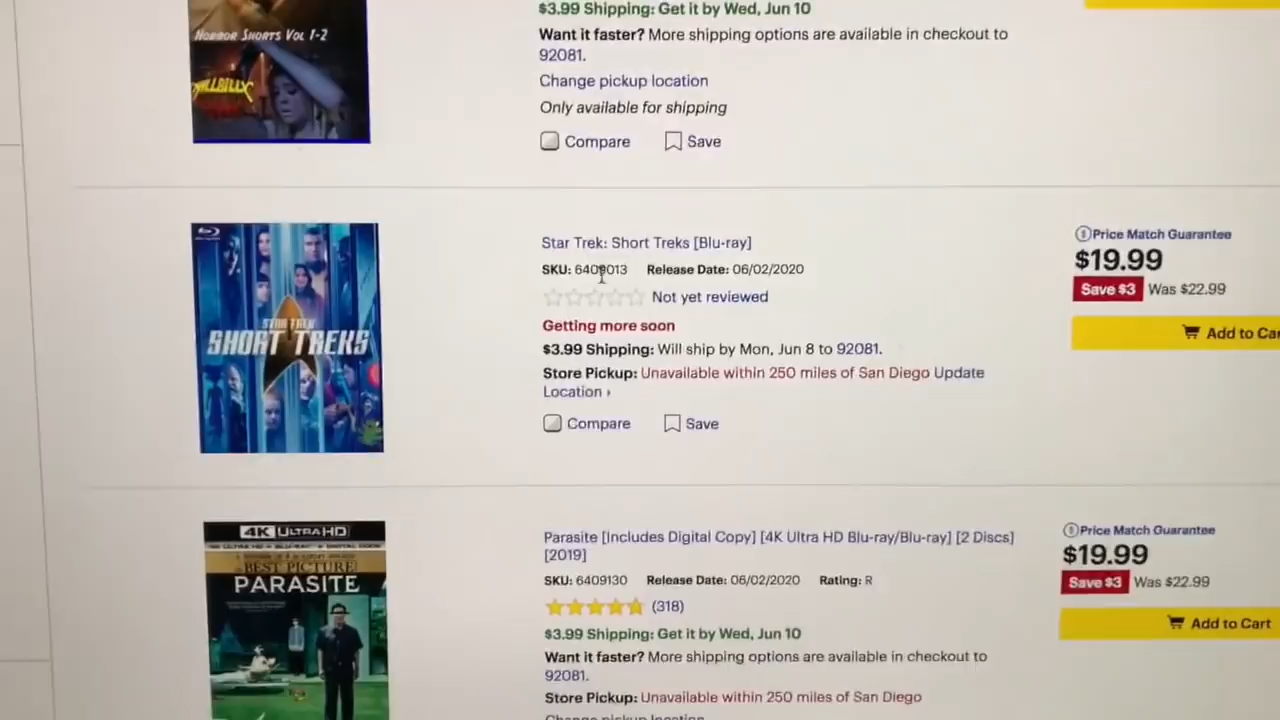 $3.99 Shipping: Get it by Wed, Jun 10
Want it faster? More shipping options are available in checkout to
92081.
Change pickup location
Only available for shipping
Compare Save
HORROR SHORTS VOL 1-2
Star Trek: Short Treks [Blu-ray]
SKU: 6409013 Release Date: 06/02/2020
Not yet reviewed
Getting more soon
$3.99 Shipping: Will ship by Mon, Jun 8 to 92081.
Store Pickup: Unavailable within 250 miles of San Diego Update
Location ›
Compare Save
Price Match Guarantee
$19.99
Save $3 Was $22.99
Add to Car
STAR TREK
SHORT TREKS
Parasite [Includes Digital Copy] [4K Ultra HD Blu-ray/Blu-ray] [2 Discs]
[2019]
SKU: 6409130 Release Date: 06/02/2020 Rating: R
(318)
$3.99 Shipping: Get it by Wed, Jun 10
Want it faster? More shipping options are available in checkout to
92081.
Store Pickup: Unavailable within 250 miles of San Diego
Change pickup location
Price Match Guarantee
$19.99
Save $3 Was $22.99
Add to Cart
4K ULTRA HD
BEST PICTURE!
PARASITE